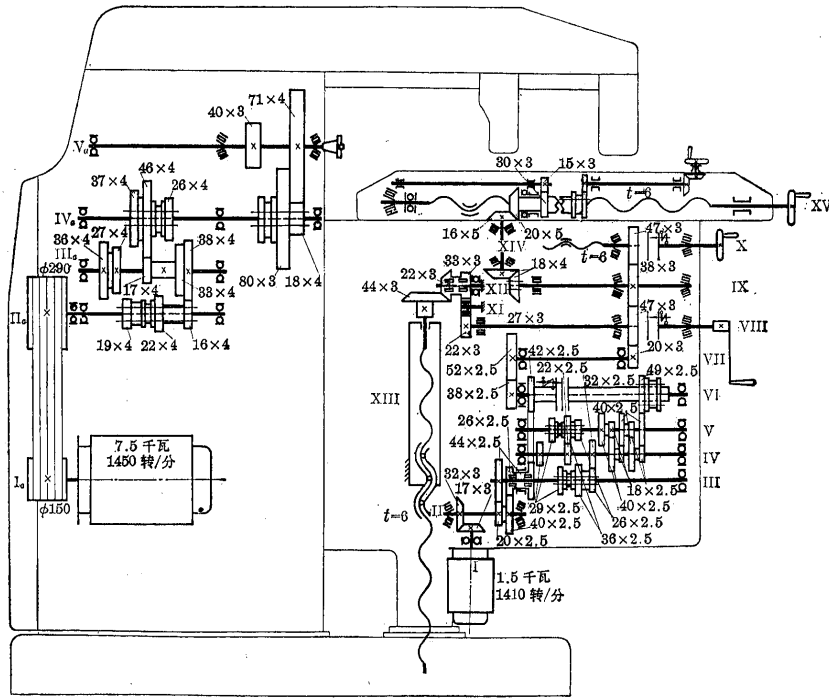 71×4
40×3
Va
46×4
37×4
26×4
30×3
15×3
t=6
XV
IVa
36×4
27×4
38×4
16×5
20×5
47×3
XIV
t=6
X
IIIa
φ290
22×3
33×3
18×4
38×3
44×3
XII
IX
17×4
80×3
18×4
33×4
XI
47×3
IIa
27×3
VIII
19×4
22×4
16×4
22×3
20×3
42×2.5
VII
52×2.5
22×2.5
49×2.5
XIII
38×2.5
32×2.5
VI
40×2.5
26×2.5
V
7.5 千瓦
1450 转/分
44×2.5
IV
32×3
18×2.5
III
Ia
17×3
40×2.5
29×2.5
φ150
t=6
II
26×2.5
40×2.5
36×2.5
20×2.5
I
1.5 千瓦
1410 转/分